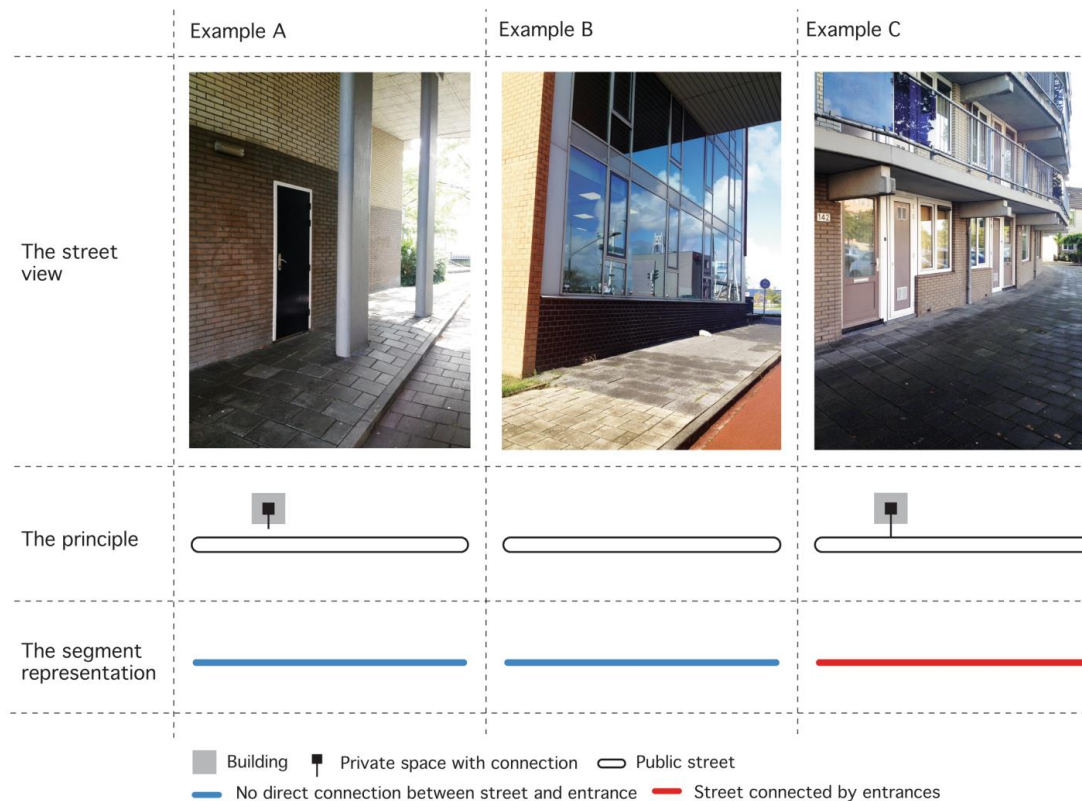 Example A
Example B
Example C
The street
view
142
The principle
The segment
representation
Building
Private space with connection
Public street
No direct connection between street and entrance
Street connected by entrances